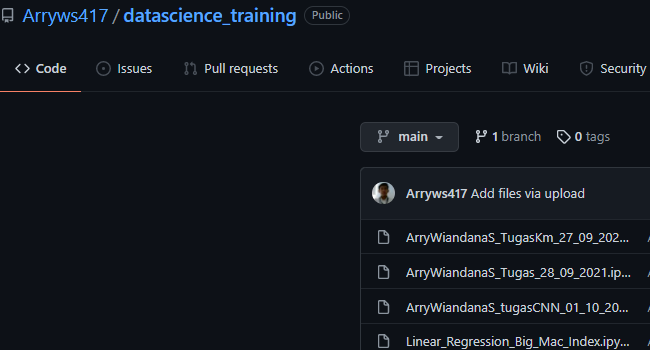 Arryws417 / datascience_training Public
Code Issues Pull requests Actions Projects Wiki Security
main 1 branch 0 tags
Arryws417 Add files via upload
ArryWiandanaS_TugasKm_27_09_202...
ArryWiandanaS_Tugas_28_09_2021.ip...
ArryWiandanaS_tugasCNN_01_10_20...
Linear_Regression_Big_Mac_Index.ipy...